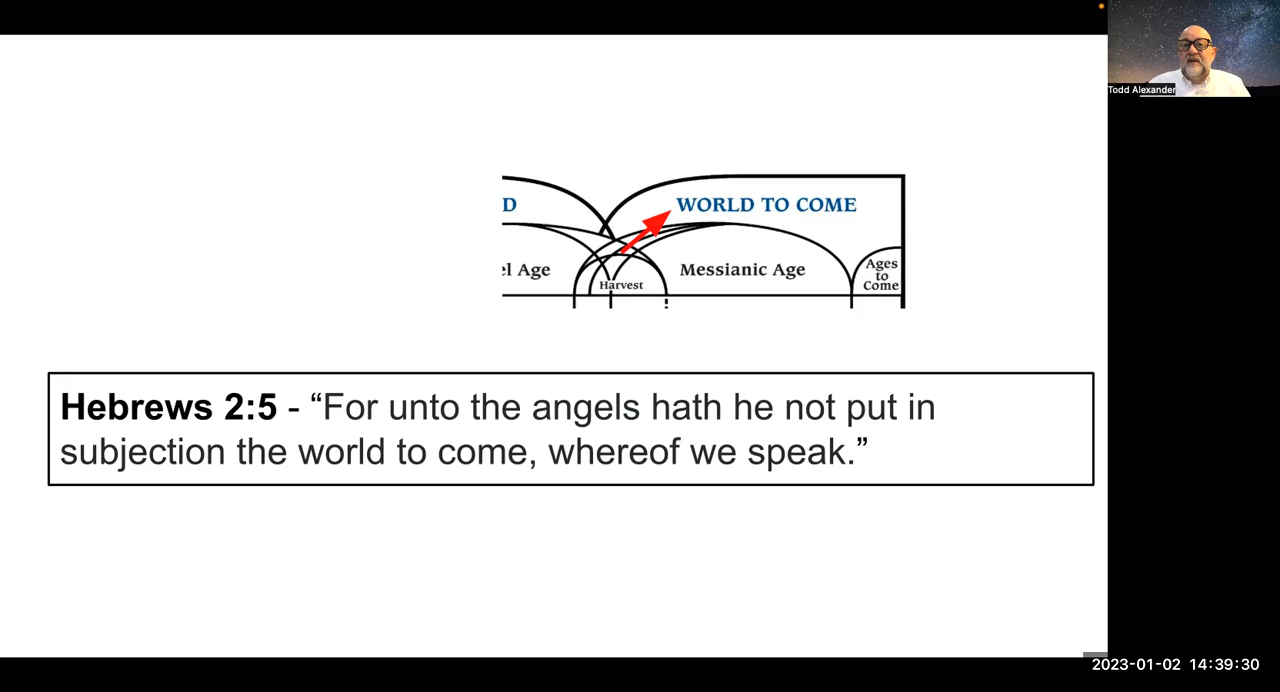 Todd Alexander
D
WORLD TO COME
el Age
Harvest
Messianic Age
Ages
to
Come
Hebrews 2:5 - “For unto the angels hath he not put in
subjection the world to come, whereof we speak.”
2023-01-02 14:39:30